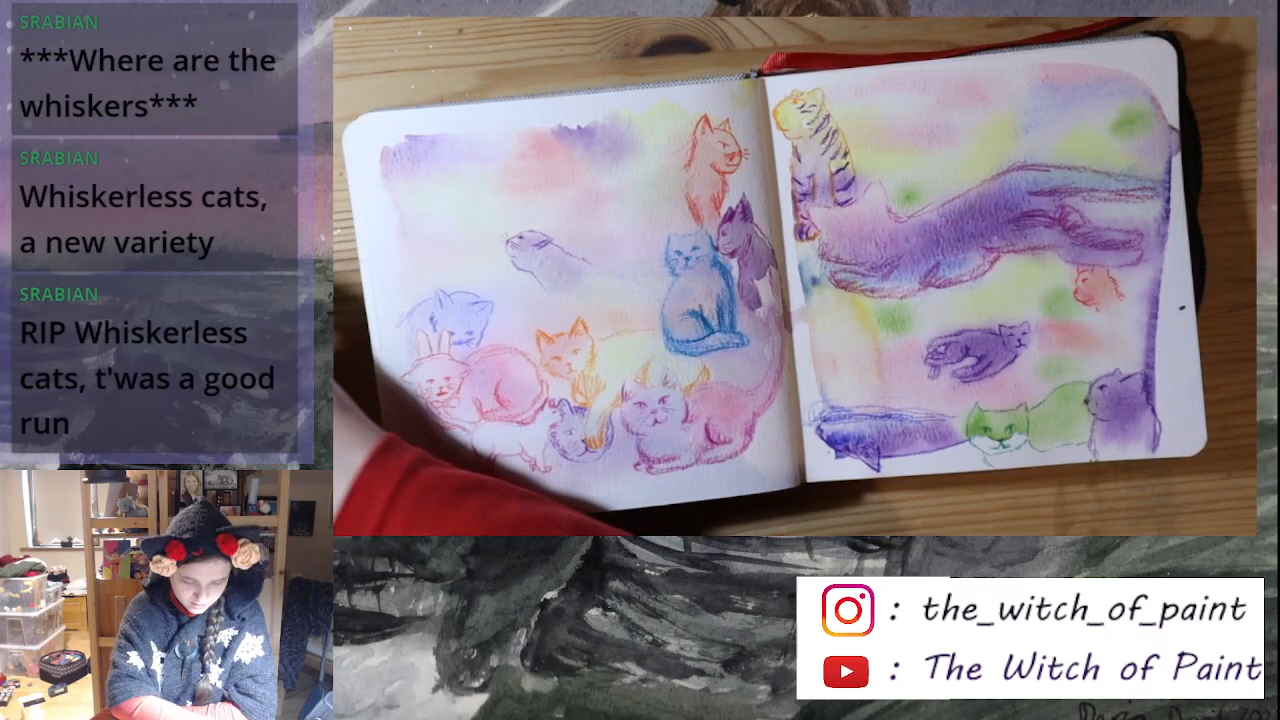 SRABIAN
***Where are the
whiskers***
SRABIAN
Whiskerless cats,
a new variety
SRABIAN
RIP Whiskerless
cats, t'was a good
run
: the_witch_of_paint
: The Witch of Paint